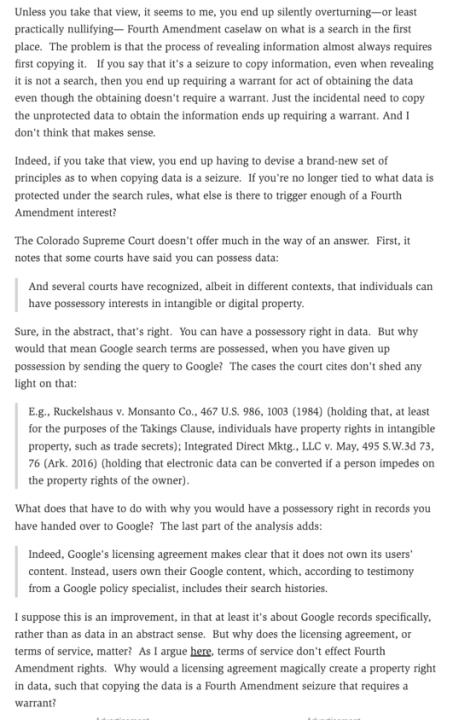 Unless you take that view, it seems to me, you end up silently overturning—or least
practically nullifying— Fourth Amendment caselaw on what is a search in the first
place.  The problem is that the process of revealing information almost always requires
first copying it.   If you say that it's a seizure to copy information, even when revealing
it is not a search, then you end up requiring a warrant for act of obtaining the data
even though the obtaining doesn't require a warrant. Just the incidental need to copy
the unprotected data to obtain the information ends up requiring a warrant. And I
don't think that makes sense.
Indeed, if you take that view, you end up having to devise a brand-new set of
principles as to when copying data is a seizure.  If you're no longer tied to what data is
protected under the search rules, what else is there to trigger enough of a Fourth
Amendment interest?
The Colorado Supreme Court doesn't offer much in the way of an answer.  First, it
notes that some courts have said you can possess data:
And several courts have recognized, albeit in different contexts, that individuals can
have possessory interests in intangible or digital property.
Sure, in the abstract, that's right.  You can have a possessory right in data.  But why
would that mean Google search terms are possessed, when you have given up
possession by sending the query to Google?  The cases the court cites don't shed any
light on that:
E.g., Ruckelshaus v. Monsanto Co., 467 U.S. 986, 1003 (1984) (holding that, at least
for the purposes of the Takings Clause, individuals have property rights in intangible
property, such as trade secrets); Integrated Direct Mktg., LLC v. May, 495 S.W.3d 73,
76 (Ark. 2016) (holding that electronic data can be converted if a person impedes on
the property rights of the owner).
What does that have to do with why you would have a possessory right in records you
have handed over to Google?  The last part of the analysis adds:
Indeed, Google's licensing agreement makes clear that it does not own its users'
content. Instead, users own their Google content, which, according to testimony
from a Google policy specialist, includes their search histories.
I suppose this is an improvement, in that at least it's about Google records specifically,
rather than as data in an abstract sense.  But why does the licensing agreement, or
terms of service, matter?  As I argue here, terms of service don't effect Fourth
Amendment rights.  Why would a licensing agreement magically create a property right
in data, such that copying the data is a Fourth Amendment seizure that requires a
warrant?
Advertisement Advertisement